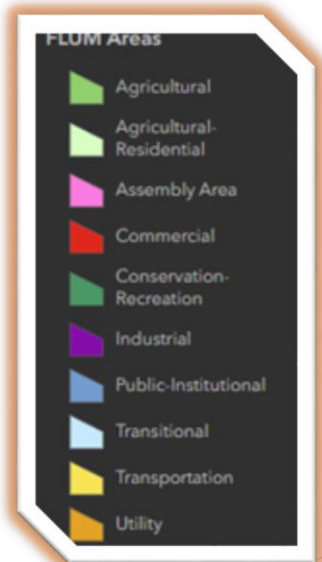 FLUM Areas
Agricultural
Agricultural-
Residential
Assembly Area
Commercial
Conservation-
Recreation
Industrial
Public-Institutional
Transitional
Transportation
Utility